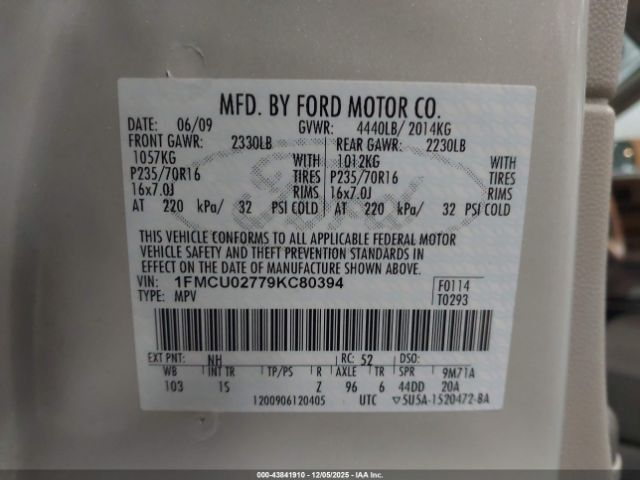 MFD. BY FORD MOTOR CO.
DATE: 06/09 GVWR: 4440LB/ 2014KG
FRONT GAWR: 2330LB REAR GAWR: 2230LB
1057KG WITH 1012KG WITH
P235/70R16 TIRES P235/70R16 TIRES
16x7.0J RIMS 16x7.0J RIMS
AT 220 kPa/ 32 PSI COLD AT 220 kPa/ 32 PSI COLD
THIS VEHICLE CONFORMS TO ALL APPLICABLE FEDERAL MOTOR
VEHICLE SAFETY AND THEFT PREVENTION STANDARDS IN
EFFECT ON THE DATE OF MANUFACTURE SHOWN ABOVE.
VIN: 1FMCU02779KC80394 F0114
TYPE: MPV T0293
EXT PNT: NH RC: 52 DSO:
WB INT TR TP/PS R AXLE TR SPR 9M71A
103 IS Z 96 6 44DD 20A
1200906120405 UTC ▽5U5A-1520472-BA
Ford
000-43841910 - 12/05/2025 - IAA, Inc.